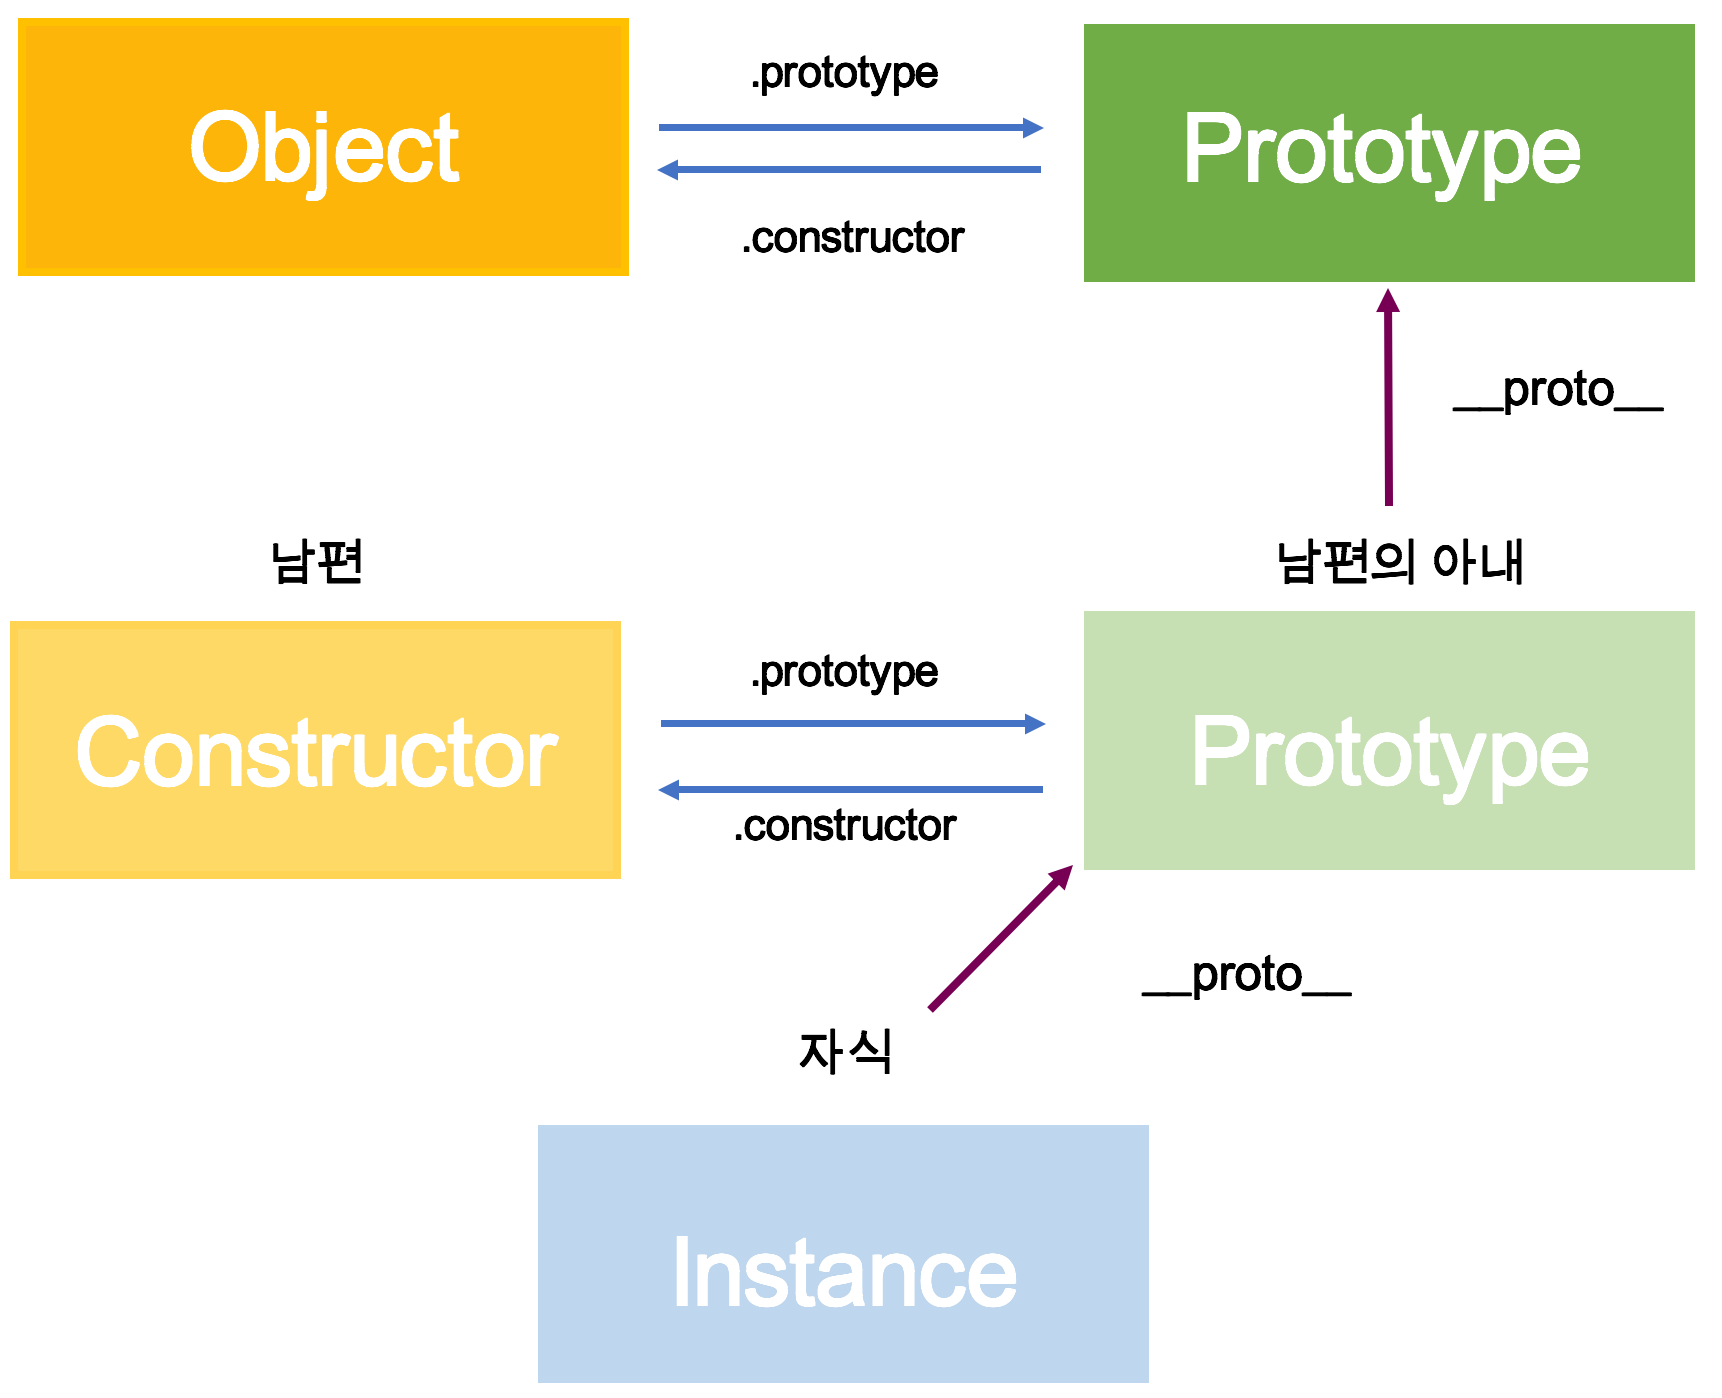 Object
.prototype
Prototype
.constructor
__proto__
남편
남편의 아내
Constructor
.prototype
Prototype
.constructor
__proto__
자식
Instance